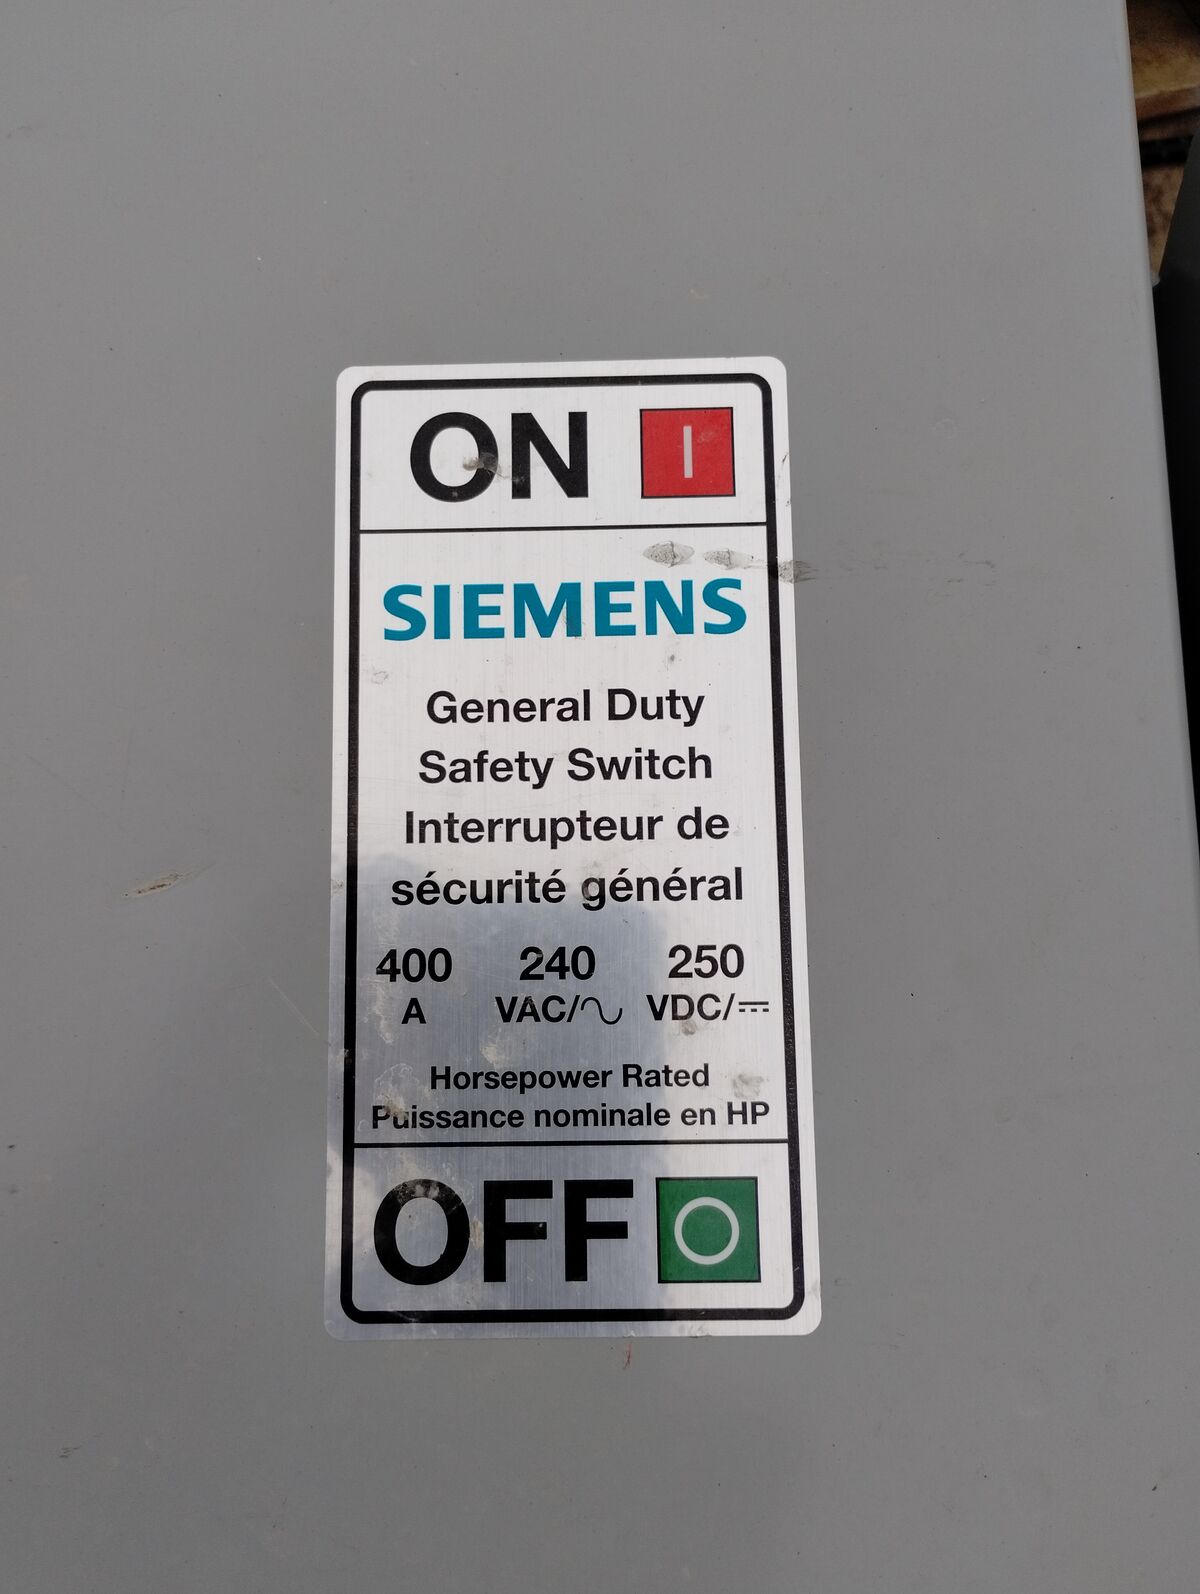 ON I
SIEMENS
General Duty
Safety Switch
Interrupteur de
sécurité général
400 240 250
A VAC/∿ VDC/⎓
Horsepower Rated
Puissance nominale en HP
OFF O